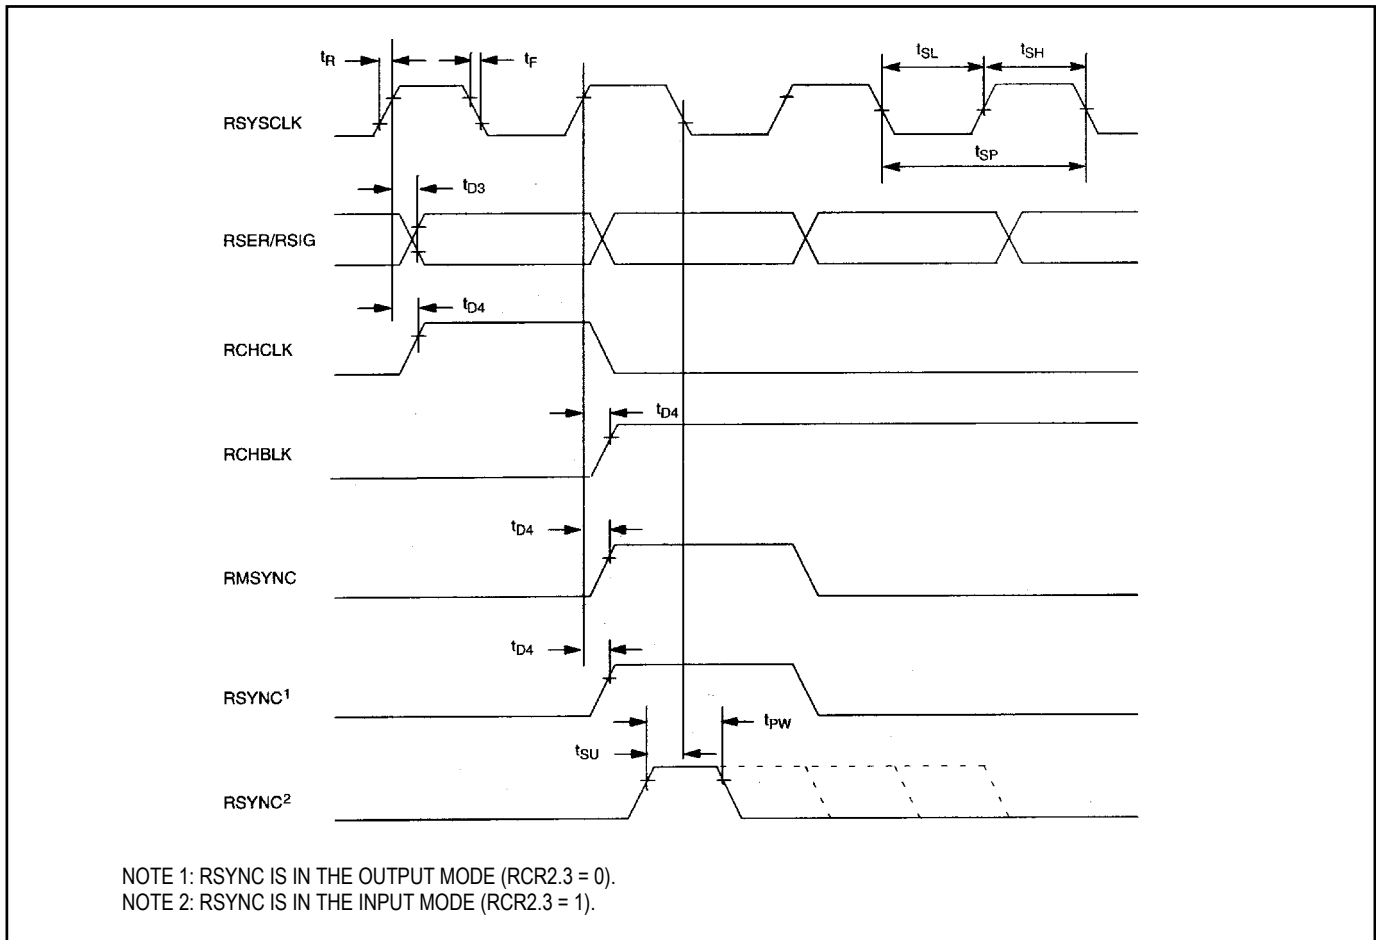 tR
tF
tSL
tSH
RSYSCLK
tSP
tD3
RSER/RSIG
tD4
RCHCLK
tD4
RCHBLK
tD4
RMSYNC
tD4
RSYNC1
tPW
tSU
RSYNC2
NOTE 1: RSYNC IS IN THE OUTPUT MODE (RCR2.3 = 0).
NOTE 2: RSYNC IS IN THE INPUT MODE (RCR2.3 = 1).